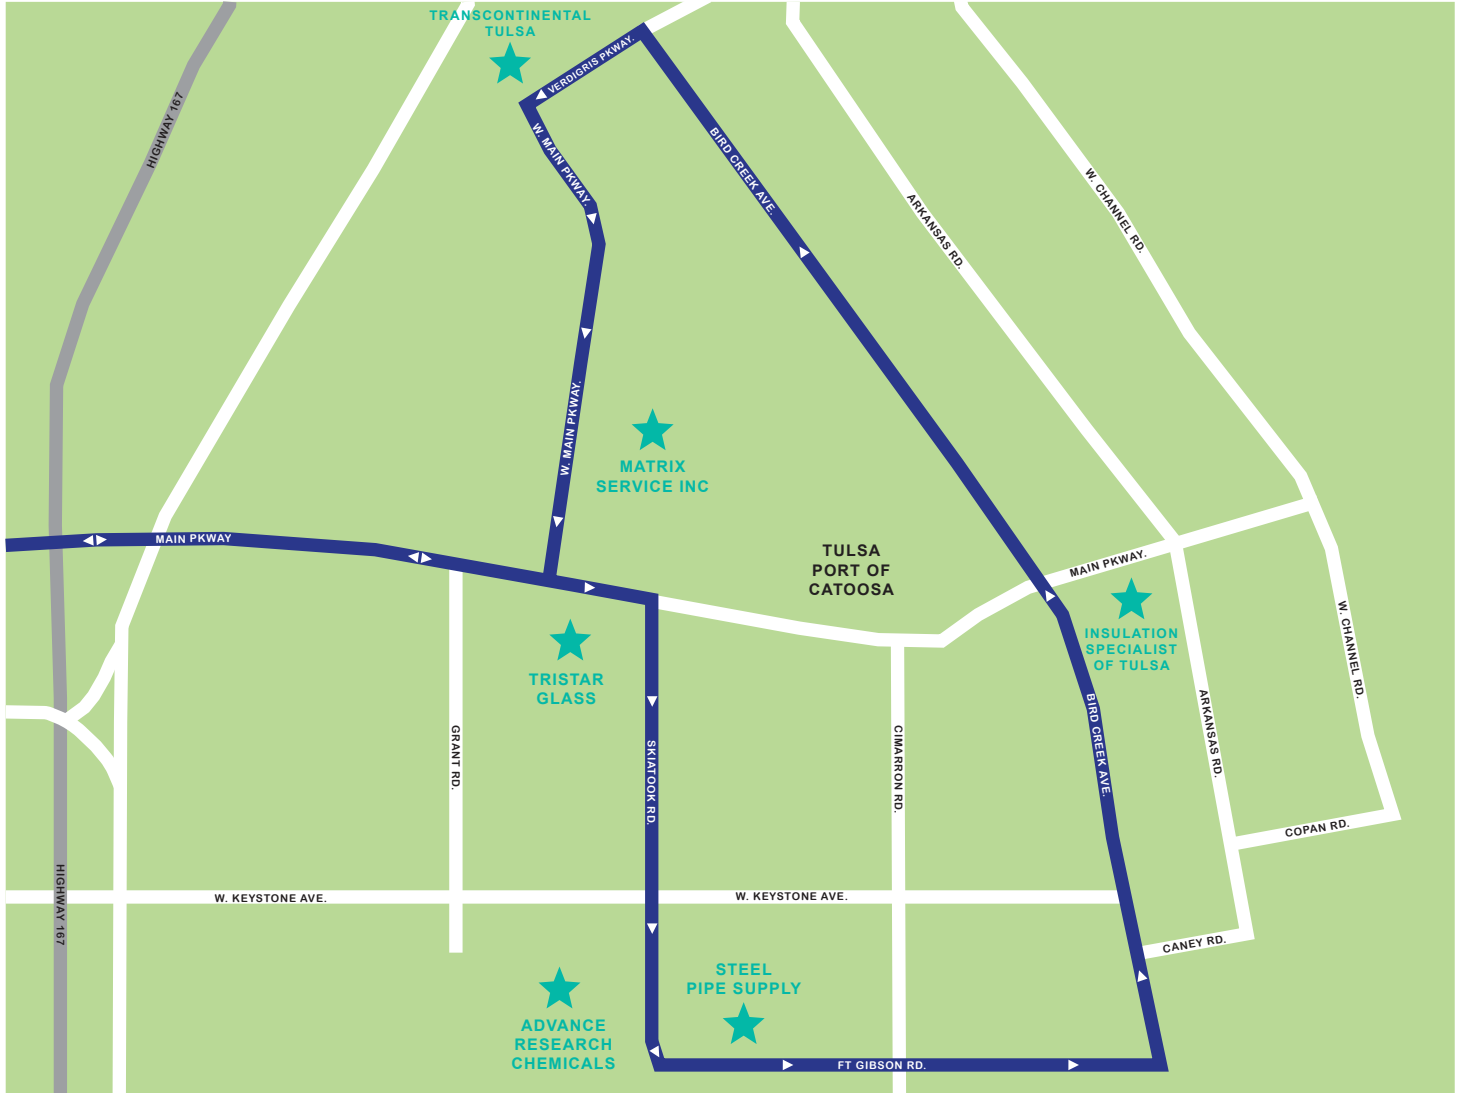 TRANSCONTINENTAL
TULSA
VERDIGRIS PKWAY.
HIGHWAY 167
W. MAIN PKWAY.
BIRD CREEK AVE.
ARKANSAS RD.
W. CHANNEL RD.
W. MAIN PKWAY.
MATRIX
SERVICE INC
MAIN PKWAY
TULSA
PORT OF
CATOOSA
MAIN PKWAY.
INSULATION
SPECIALIST
OF TULSA
W. CHANNEL RD.
TRISTAR
GLASS
GRANT RD.
SKIATOOK RD.
CIMARRON RD.
BIRD CREEK AVE.
ARKANSAS RD.
COPAN RD.
HIGHWAY 167
W. KEYSTONE AVE.
W. KEYSTONE AVE.
CANEY RD.
STEEL
PIPE SUPPLY
ADVANCE
RESEARCH
CHEMICALS
FT GIBSON RD.